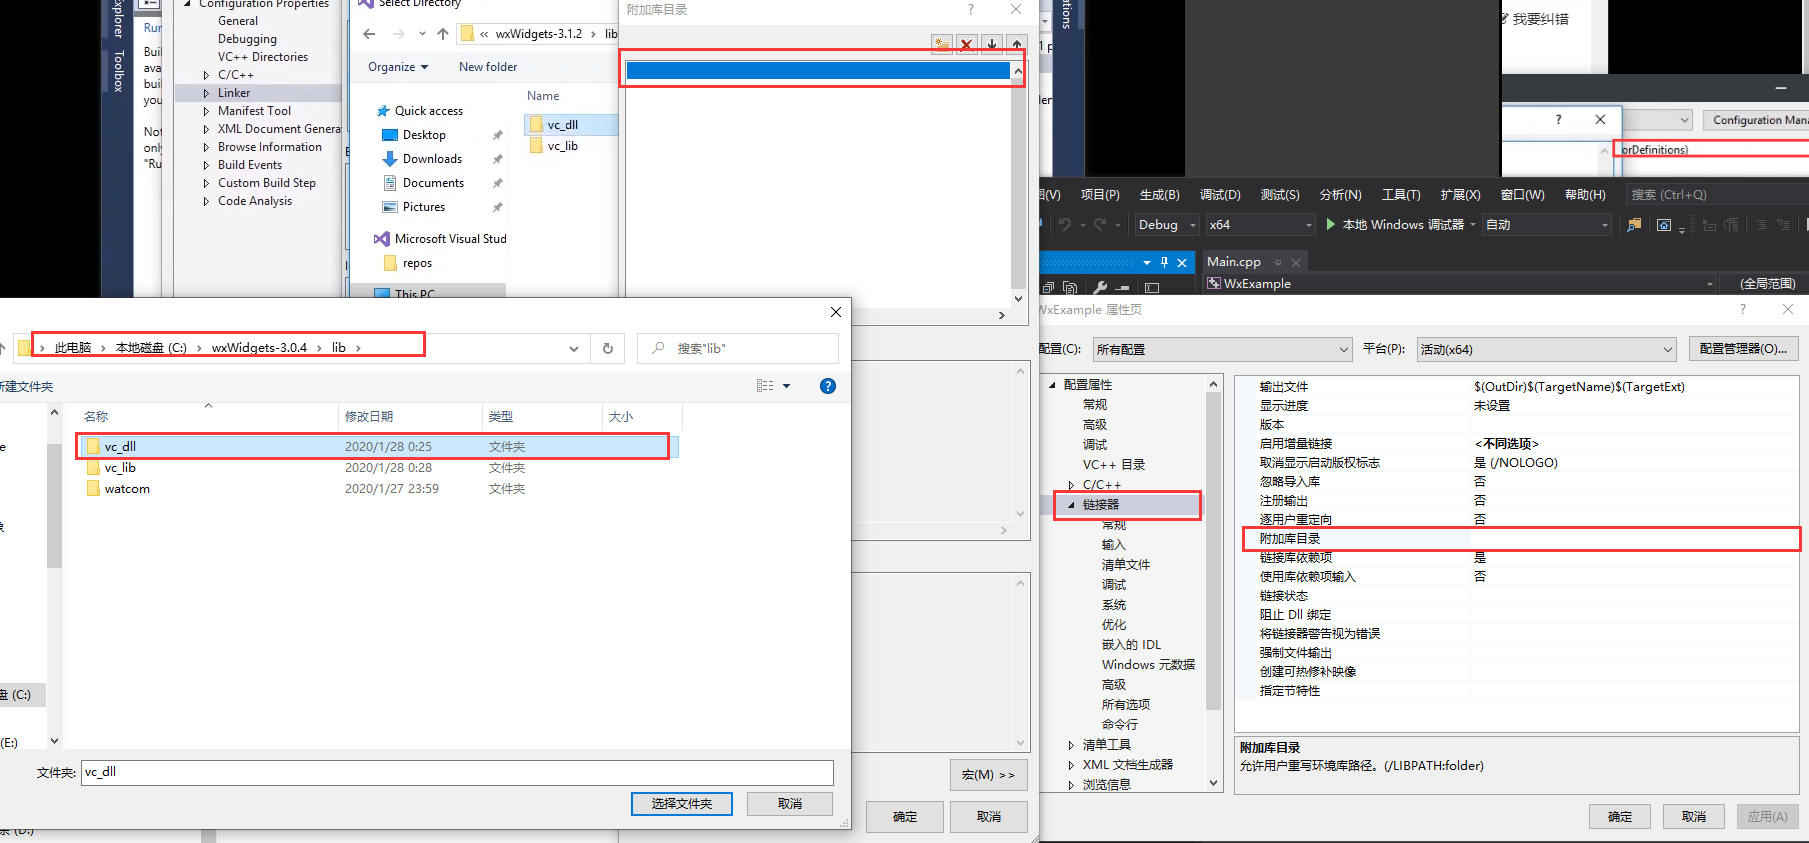 Explorer
Toolbox
Run
Buil
ava
buil
you
Not
only
"Ru
Configuration Properties
General
Debugging
VC++ Directories
C/C++
Linker
Manifest Tool
XML Document Genera
Browse Information
Build Events
Custom Build Step
Code Analysis
Select Directory
« wxWidgets-3.1.2 › lib
Organize
New folder
Name
Quick access
Desktop
Downloads
Documents
Pictures
Microsoft Visual Stud
repos
This PC
vc_dll
vc_lib
附加库目录
?
我要纠错
?
Configuration Mana
orDefinitions)
图(V) 项目(P) 生成(B) 调试(D) 测试(S) 分析(N) 工具(T) 扩展(X) 窗口(W) 帮助(H) 搜索 (Ctrl+Q)
Debug x64 本地 Windows 调试器 自动
Main.cpp
WxExample
(全局范围)
› 此电脑 › 本地磁盘 (C:) › wxWidgets-3.0.4 › lib ›
搜索"lib"
新建文件夹
?
名称 修改日期 类型 大小
vc_dll 2020/1/28 0:25 文件夹
vc_lib 2020/1/28 0:28 文件夹
watcom 2020/1/27 23:59 文件夹
盘 (C:)
(E:)
文件夹: vc_dll
选择文件夹 取消
宏(M) >>
确定 取消
WxExample 属性页
?
配置(C): 所有配置 平台(P): 活动(x64) 配置管理器(O)...
配置属性
常规
高级
调试
VC++ 目录
C/C++
链接器
常规
输入
清单文件
调试
系统
优化
嵌入的 IDL
Windows 元数据
高级
所有选项
命令行
清单工具
XML 文档生成器
浏览信息
输出文件 $(OutDir)$(TargetName)$(TargetExt)
显示进度 未设置
版本
启用增量链接 <不同选项>
取消显示启动版权标志 是 (/NOLOGO)
忽略导入库 否
注册输出 否
逐用户重定向 否
附加库目录
链接库依赖项 是
使用库依赖项输入 否
链接状态
阻止 Dll 绑定
将链接器警告视为错误
强制文件输出
创建可热修补映像
指定节特性
附加库目录
允许用户重写环境库路径。(/LIBPATH:folder)
确定 取消 应用(A)